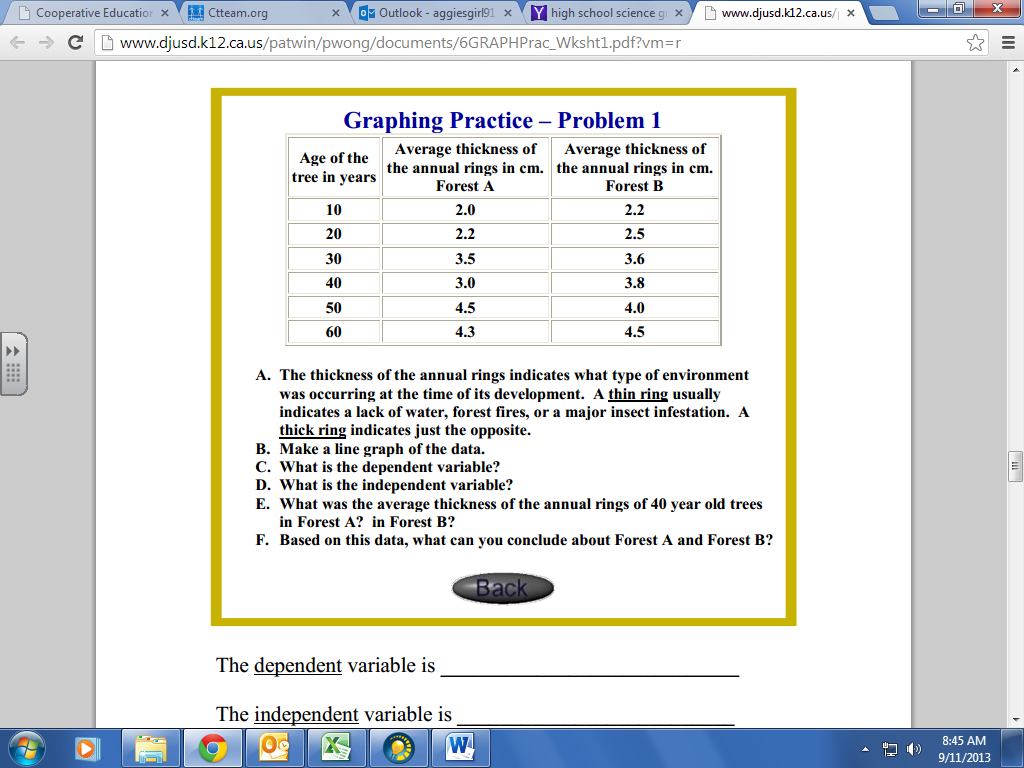 Cooperative Education
Ctteam.org
Outlook - aggiesgirl91
high school science g
www.djusd.k12.ca.us/
www.djusd.k12.ca.us/patwin/pwong/documents/6GRAPHPrac_Wksht1.pdf?vm=r
Graphing Practice – Problem 1
Age of the
tree in years
Average thickness of
the annual rings in cm.
Forest A
Average thickness of
the annual rings in cm.
Forest B
10 2.0 2.2
20 2.2 2.5
30 3.5 3.6
40 3.0 3.8
50 4.5 4.0
60 4.3 4.5
A. The thickness of the annual rings indicates what type of environment
was occurring at the time of its development. A thin ring usually
indicates a lack of water, forest fires, or a major insect infestation. A
thick ring indicates just the opposite.
B. Make a line graph of the data.
C. What is the dependent variable?
D. What is the independent variable?
E. What was the average thickness of the annual rings of 40 year old trees
in Forest A? in Forest B?
F. Based on this data, what can you conclude about Forest A and Forest B?
Back
The dependent variable is
The independent variable is
8:45 AM
9/11/2013